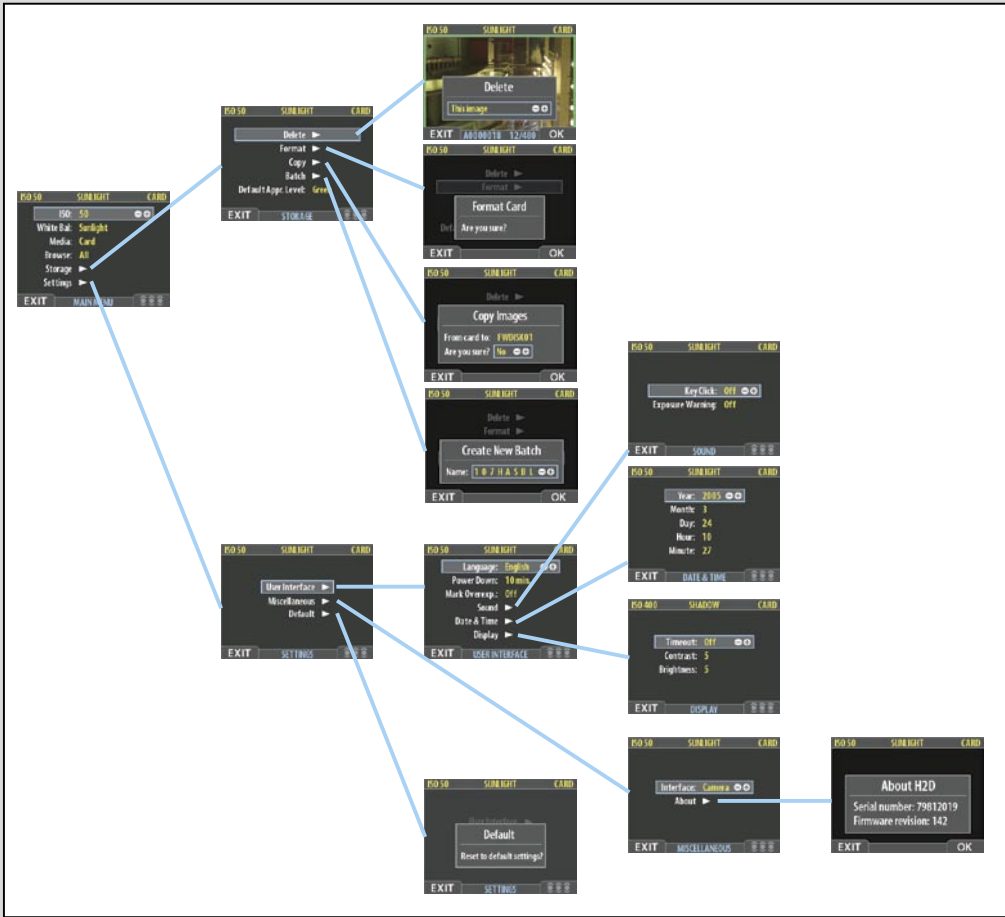 ISO 50 SUNLIGHT CARD
ISO: 50
White Bal: Sunlight
Media: Card
Browse: All
Storage
Settings
EXIT MAIN MENU
ISO 50 SUNLIGHT CARD
Delete
Format
Copy
Batch
Default Appr. Level: Green
EXIT STORAGE
ISO 50 SUNLIGHT CARD
Delete
This image
EXIT A0000018 12/400 OK
ISO 50 SUNLIGHT CARD
Delete
Format
Format Card
Def
Are you sure?
EXIT OK
ISO 50 SUNLIGHT CARD
Delete
Copy Images
From card to: FWDISK01
Are you sure? No
EXIT OK
ISO 50 SUNLIGHT CARD
Delete
Format
Create New Batch
Name: 107HASBL
EXIT OK
ISO 50 SUNLIGHT CARD
User Interface
Miscellaneous
Default
EXIT SETTINGS
ISO 50 SUNLIGHT CARD
Language: English
Power Down: 10 min.
Mark Overexp.: Off
Sound
Date & Time
Display
EXIT USER INTERFACE
ISO 50 SUNLIGHT CARD
Key Click: Off
Exposure Warning: Off
EXIT SOUND
ISO 50 SUNLIGHT CARD
Year: 2005
Month: 3
Day: 24
Hour: 10
Minute: 27
EXIT DATE & TIME
ISO 400 SHADOW CARD
Timeout: Off
Contrast: 5
Brightness: 5
EXIT DISPLAY
ISO 50 SUNLIGHT CARD
Interface: Camera
About
EXIT MISCELLANEOUS
ISO 50 SUNLIGHT CARD
About H2D
Serial number: 79812019
Firmware revision: 142
EXIT OK
ISO 50 SUNLIGHT CARD
User Interface
Default
Reset to default settings?
EXIT SETTINGS